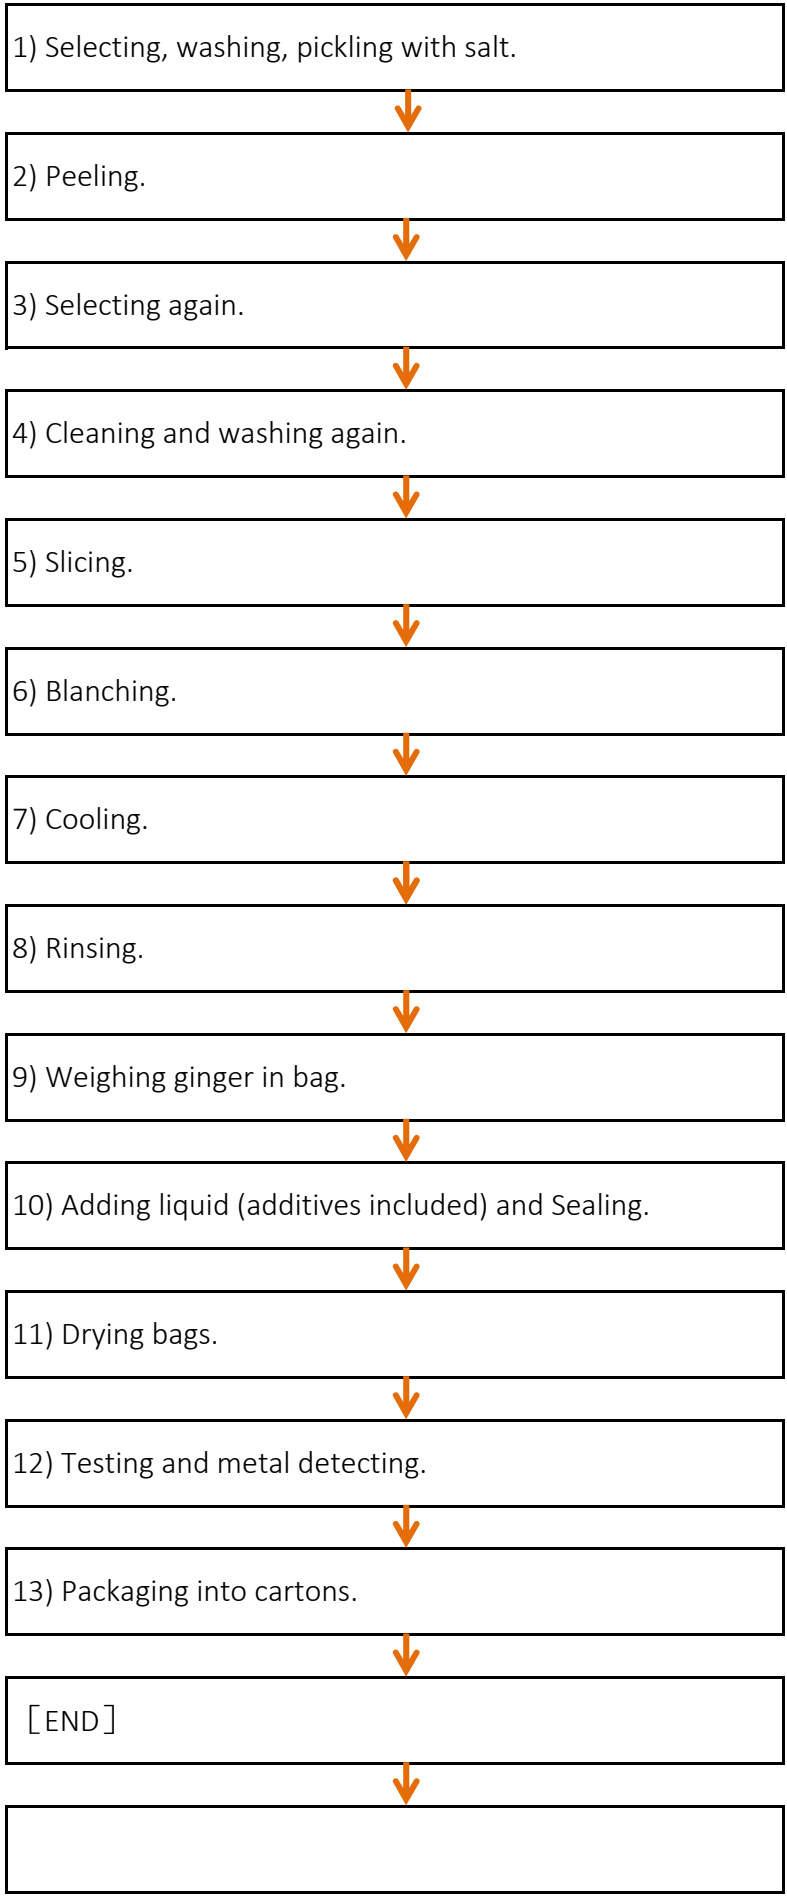 1) Selecting, washing, pickling with salt.
2) Peeling.
3) Selecting again.
4) Cleaning and washing again.
5) Slicing.
6) Blanching.
7) Cooling.
8) Rinsing.
9) Weighing ginger in bag.
10) Adding liquid (additives included) and Sealing.
11) Drying bags.
12) Testing and metal detecting.
13) Packaging into cartons.
［END］